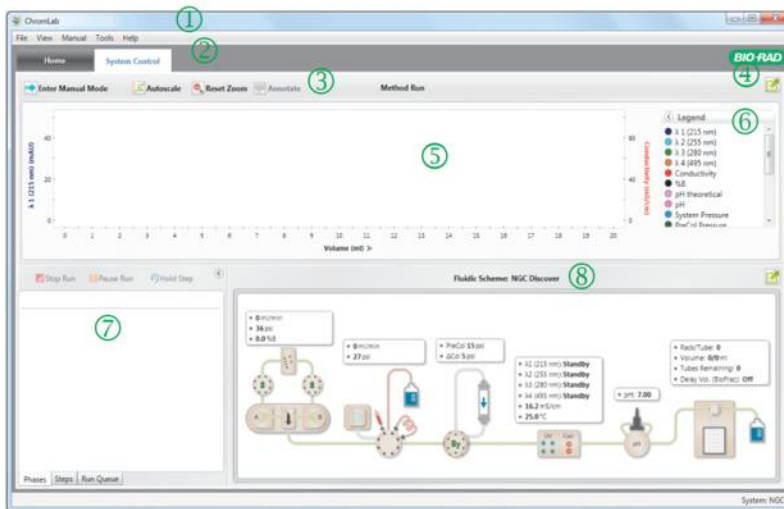 ChromLab
①
File View Manual Tools Help
②
Home System Control
BIO-RAD
③
④
Enter Manual Mode Autoscale Reset Zoom Annotate Method Run
⑤
⑥
Legend
λ 1 (215 nm)
λ 2 (255 nm)
λ 3 (280 nm)
λ 4 (495 nm)
Conductivity
%B
pH theoretical
pH
System Pressure
PreCol Pressure
λ 1 (215 nm) (mAU)
40
20
0
80
40
0
Conductivity (mS/cm)
0 1 2 3 4 5 6 7 8 9 10 11 12 13 14 15 16 17 18 19 20
Volume (ml) >
Stop Run Pause Run Hold Step
⑦
Phases Steps Run Queue
Fluidic Scheme: NGC Discover
⑧
0 ml/min
36 psi
0.0 %B
0 ml/min
27 psi
PreCol 15 psi
ΔCol 5 psi
λ1 (215 nm): Standby
λ2 (255 nm): Standby
λ3 (280 nm): Standby
λ4 (495 nm): Standby
16.2 mS/cm
25.0 °C
pH: 7.00
Rack/Tube: 0
Volume: 0/0 ml
Tubes Remaining: 0
Delay Vol. (BioFrac): Off
A
By
UV Con
pH
System: NGC